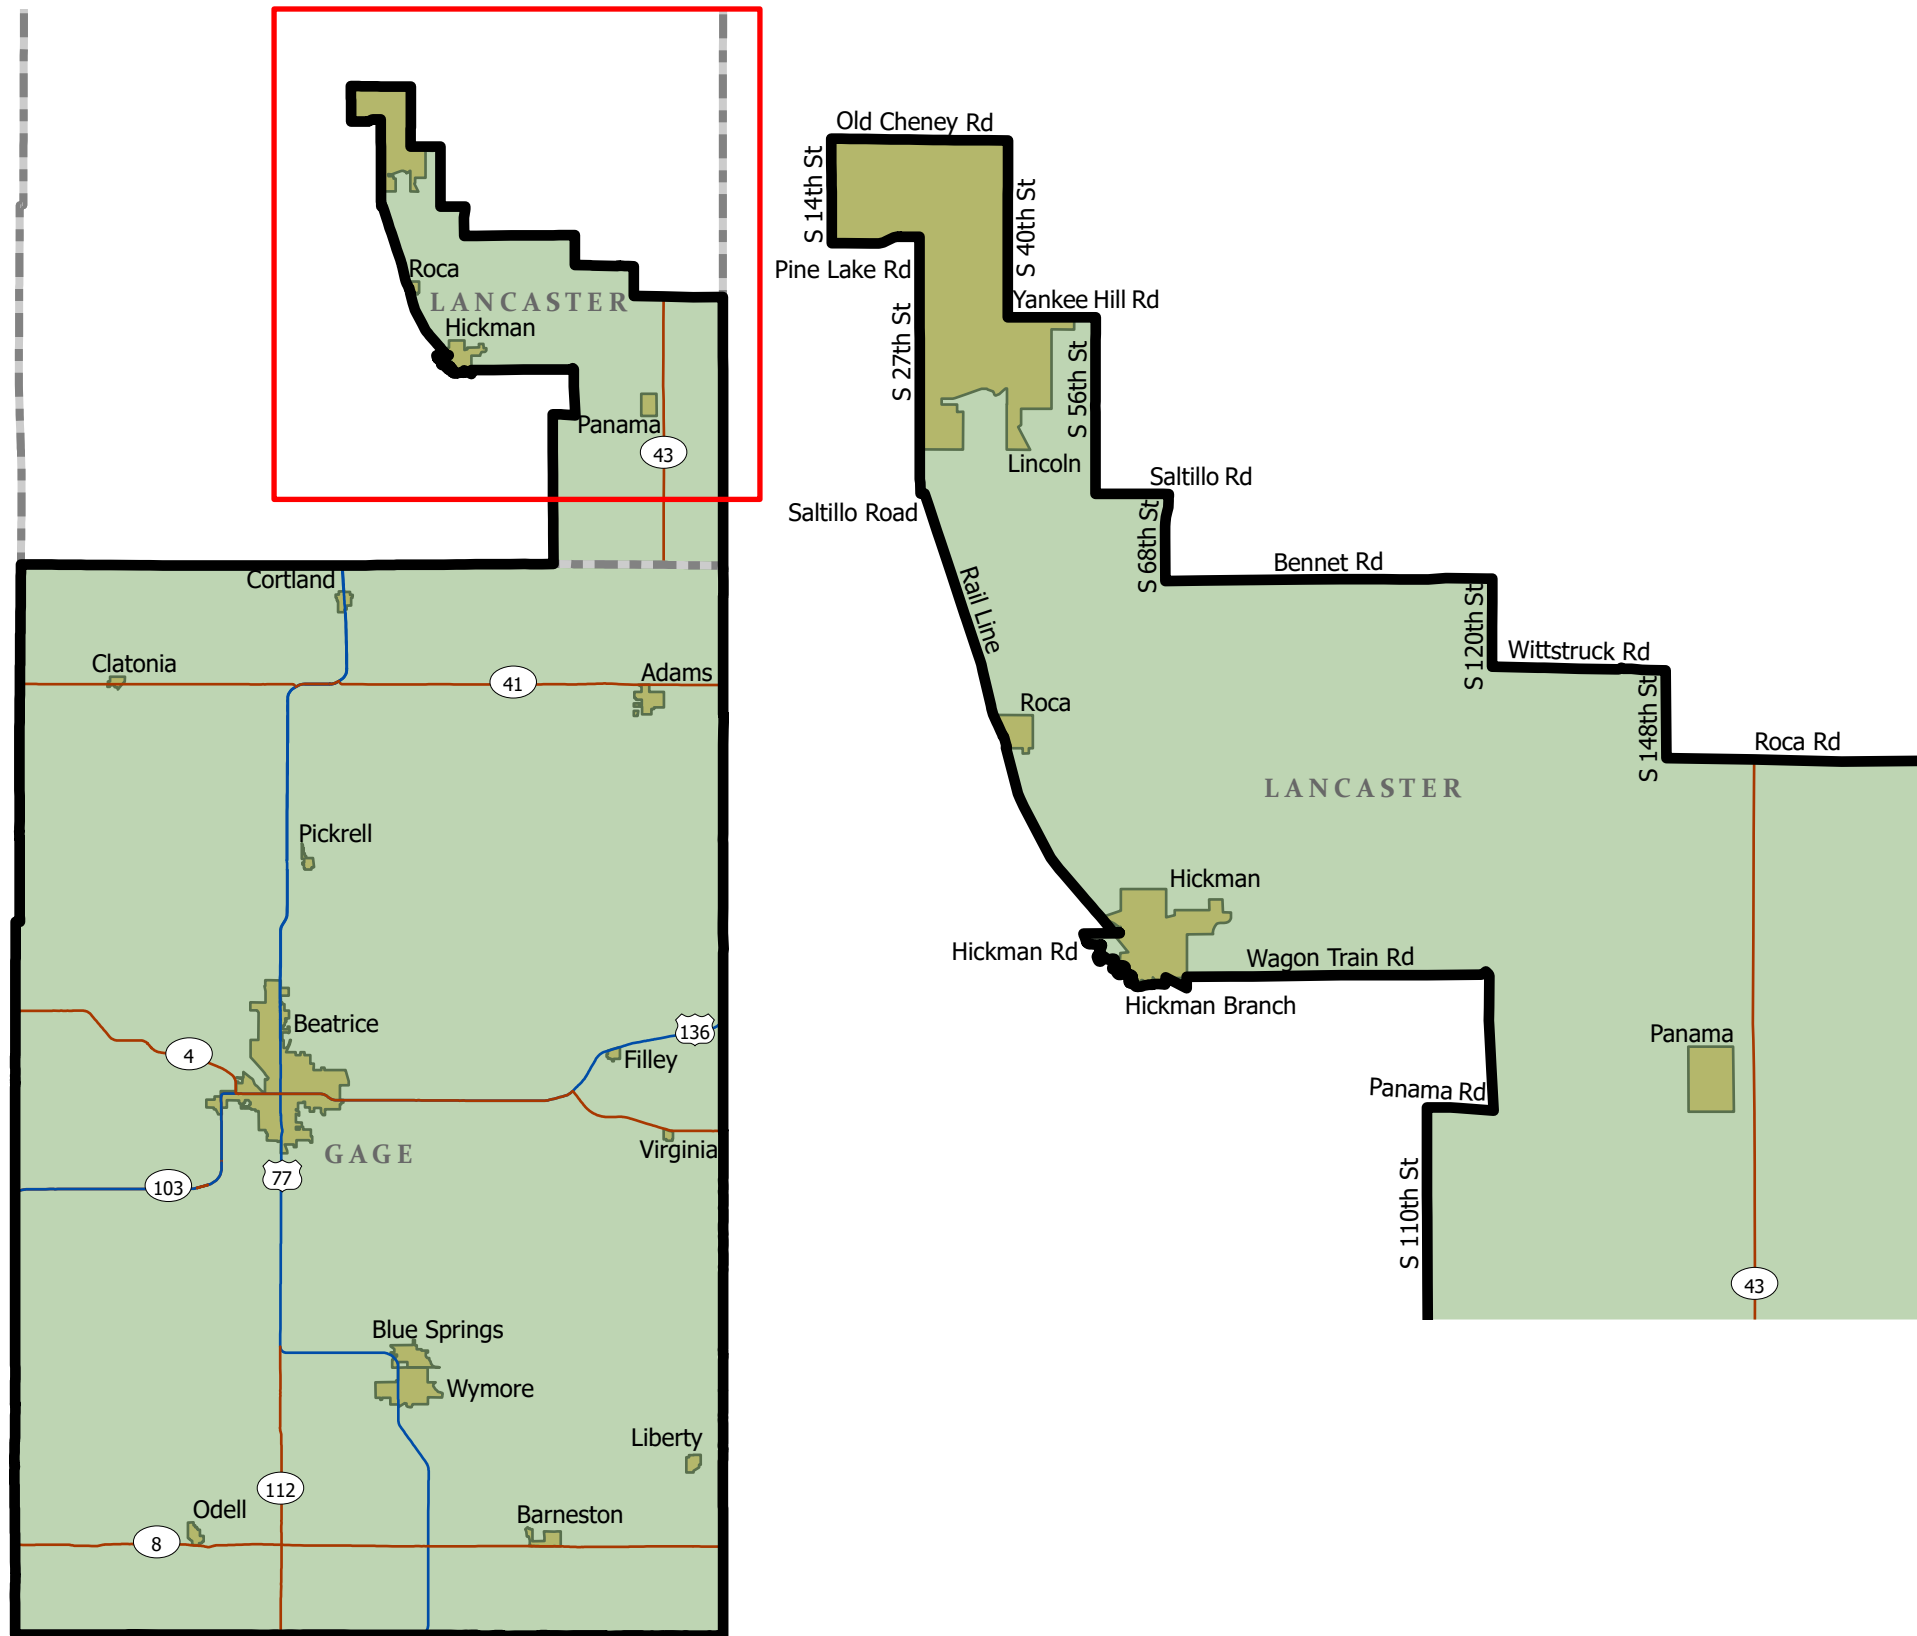 Roca
LANCASTER
Hickman
Panama
43
Cortland
Clatonia
41
Adams
Pickrell
Beatrice
4
136
Filley
Virginia
GAGE
103
77
Blue Springs
Wymore
Liberty
112
Odell
8
Barneston
Old Cheney Rd
S 14th St
S 40th St
Pine Lake Rd
Yankee Hill Rd
S 27th St
S 56th St
Lincoln
Saltillo Rd
Saltillo Road
S 68th St
Bennet Rd
Rail Line
S 120th St
Wittstruck Rd
Roca
S 148th St
Roca Rd
LANCASTER
Hickman
Hickman Rd
Wagon Train Rd
Hickman Branch
Panama
Panama Rd
S 110th St
43